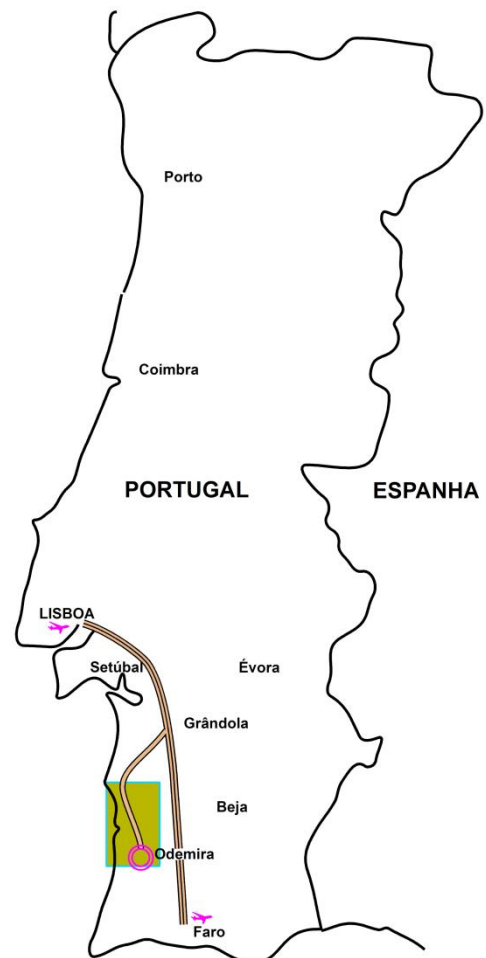 Porto
Coimbra
PORTUGAL
ESPANHA
LISBOA
Setúbal
Évora
Grândola
Beja
Odemira
Faro